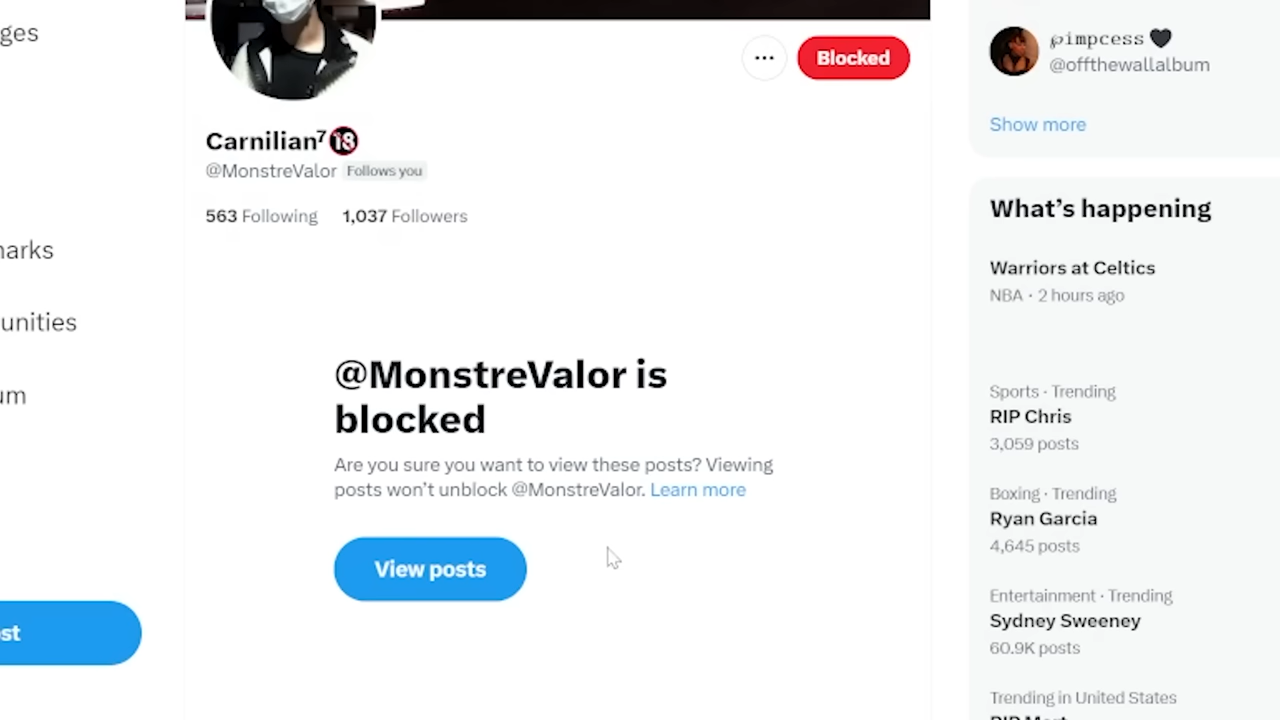 ges
arks
unities
um
st
Blocked
Carnilian⁷🔞
@MonstreValor Follows you
563 Following 1,037 Followers
@MonstreValor is
blocked
Are you sure you want to view these posts? Viewing
posts won’t unblock @MonstreValor. Learn more
View posts
℘𝚒𝚖𝚙𝚌𝚎𝚜𝚜 🖤
@offthewallalbum
Show more
What’s happening
Warriors at Celtics
NBA · 2 hours ago
Sports · Trending
RIP Chris
3,059 posts
Boxing · Trending
Ryan Garcia
4,645 posts
Entertainment · Trending
Sydney Sweeney
60.9K posts
Trending in United States